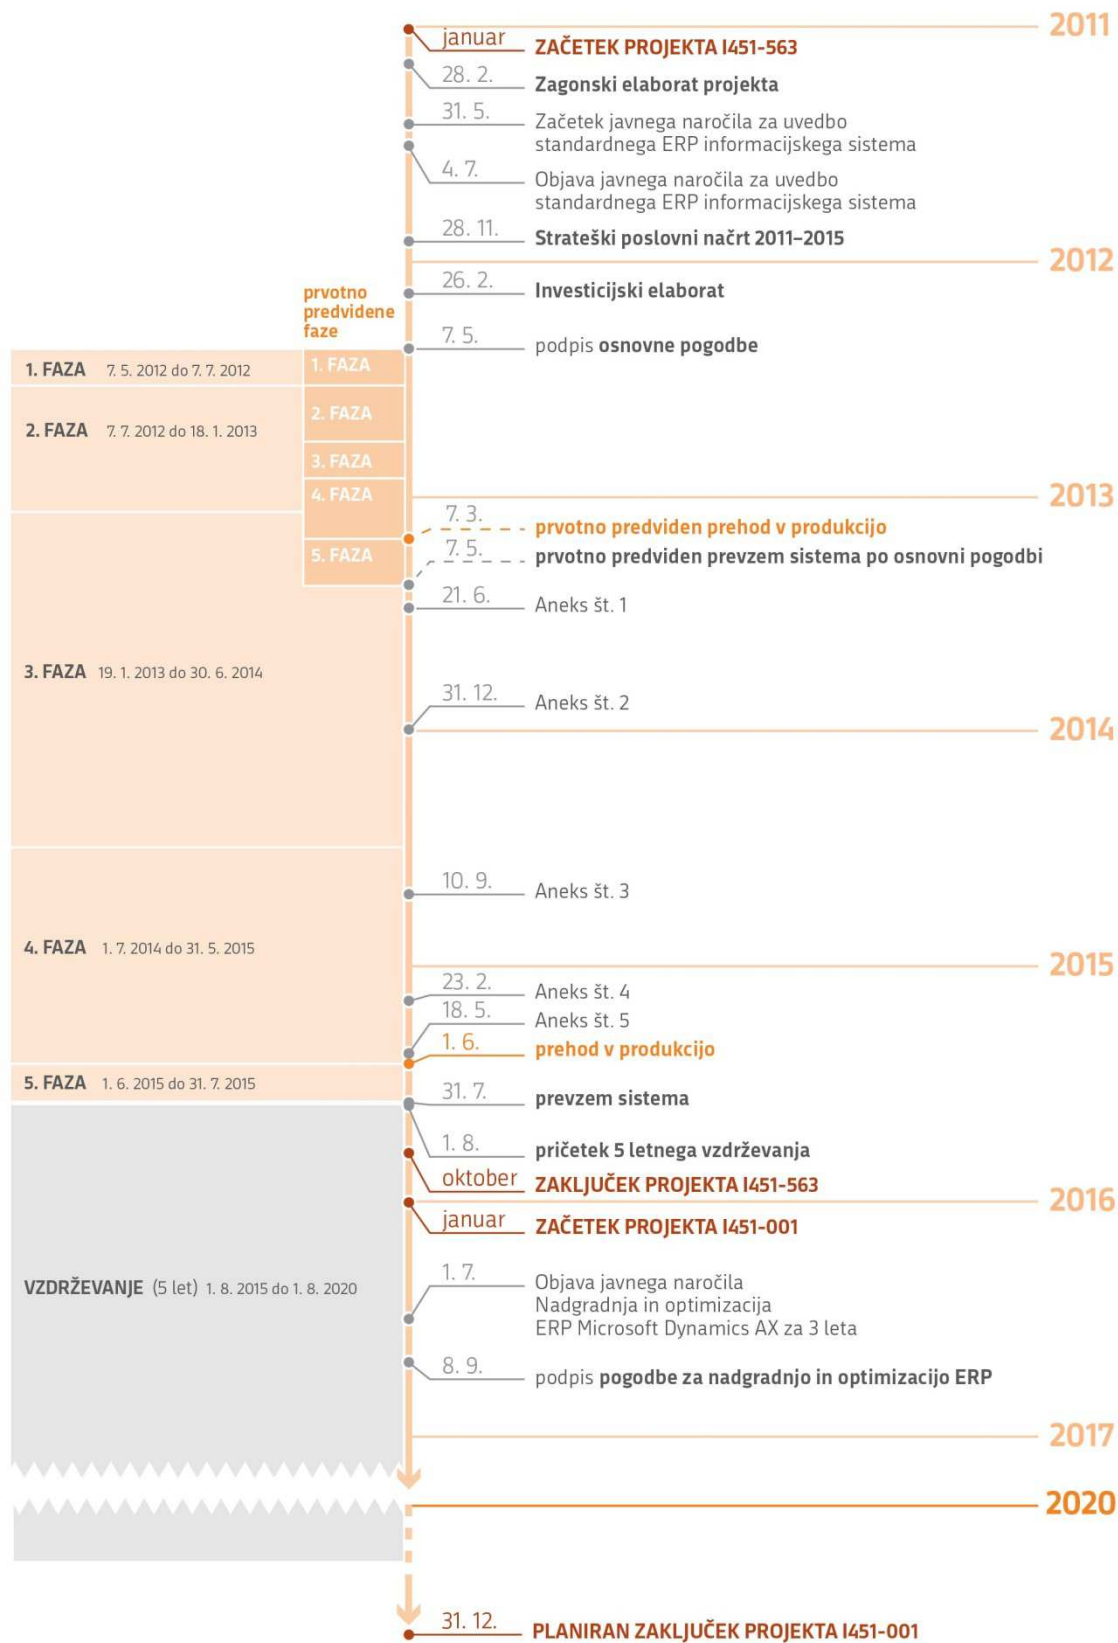 2011
januar ZAČETEK PROJEKTA I451-563
28. 2. Zagonski elaborat projekta
31. 5. Začetek javnega naročila za uvedbo
standardnega ERP informacijskega sistema
4. 7. Objava javnega naročila za uvedbo
standardnega ERP informacijskega sistema
28. 11. Strateški poslovni načrt 2011–2015
2012
26. 2. Investicijski elaborat
prvotno
predvidene
faze
7. 5. podpis osnovne pogodbe
1. FAZA 7. 5. 2012 do 7. 7. 2012
1. FAZA
2. FAZA 7. 7. 2012 do 18. 1. 2013
2. FAZA
3. FAZA
4. FAZA
5. FAZA
2013
7. 3. prvotno predviden prehod v produkcijo
7. 5. prvotno predviden prevzem sistema po osnovni pogodbi
21. 6. Aneks št. 1
3. FAZA 19. 1. 2013 do 30. 6. 2014
31. 12. Aneks št. 2
2014
10. 9. Aneks št. 3
4. FAZA 1. 7. 2014 do 31. 5. 2015
2015
23. 2. Aneks št. 4
18. 5. Aneks št. 5
1. 6. prehod v produkcijo
5. FAZA 1. 6. 2015 do 31. 7. 2015
31. 7. prevzem sistema
1. 8. pričetek 5 letnega vzdrževanja
oktober ZAKLJUČEK PROJEKTA I451-563
2016
januar ZAČETEK PROJEKTA I451-001
VZDRŽEVANJE (5 let) 1. 8. 2015 do 1. 8. 2020
1. 7. Objava javnega naročila
Nadgradnja in optimizacija
ERP Microsoft Dynamics AX za 3 leta
8. 9. podpis pogodbe za nadgradnjo in optimizacijo ERP
2017
2020
31. 12. PLANIRAN ZAKLJUČEK PROJEKTA I451-001